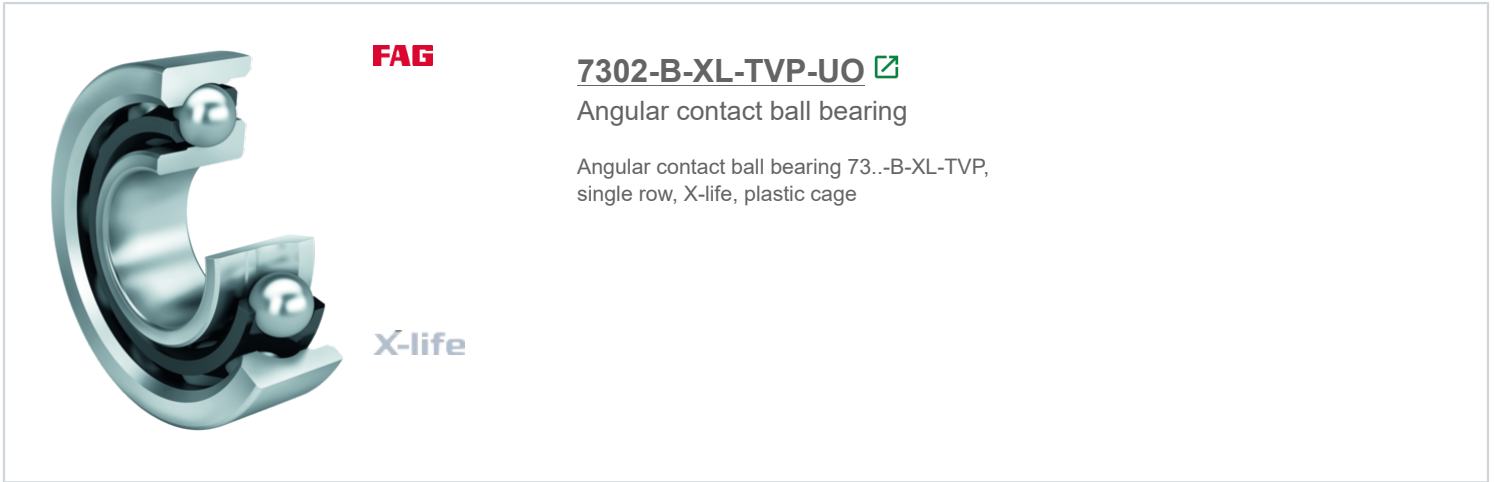 FAG
7302-B-XL-TVP-UO
Angular contact ball bearing
Angular contact ball bearing 73..-B-XL-TVP,
single row, X-life, plastic cage
X-life